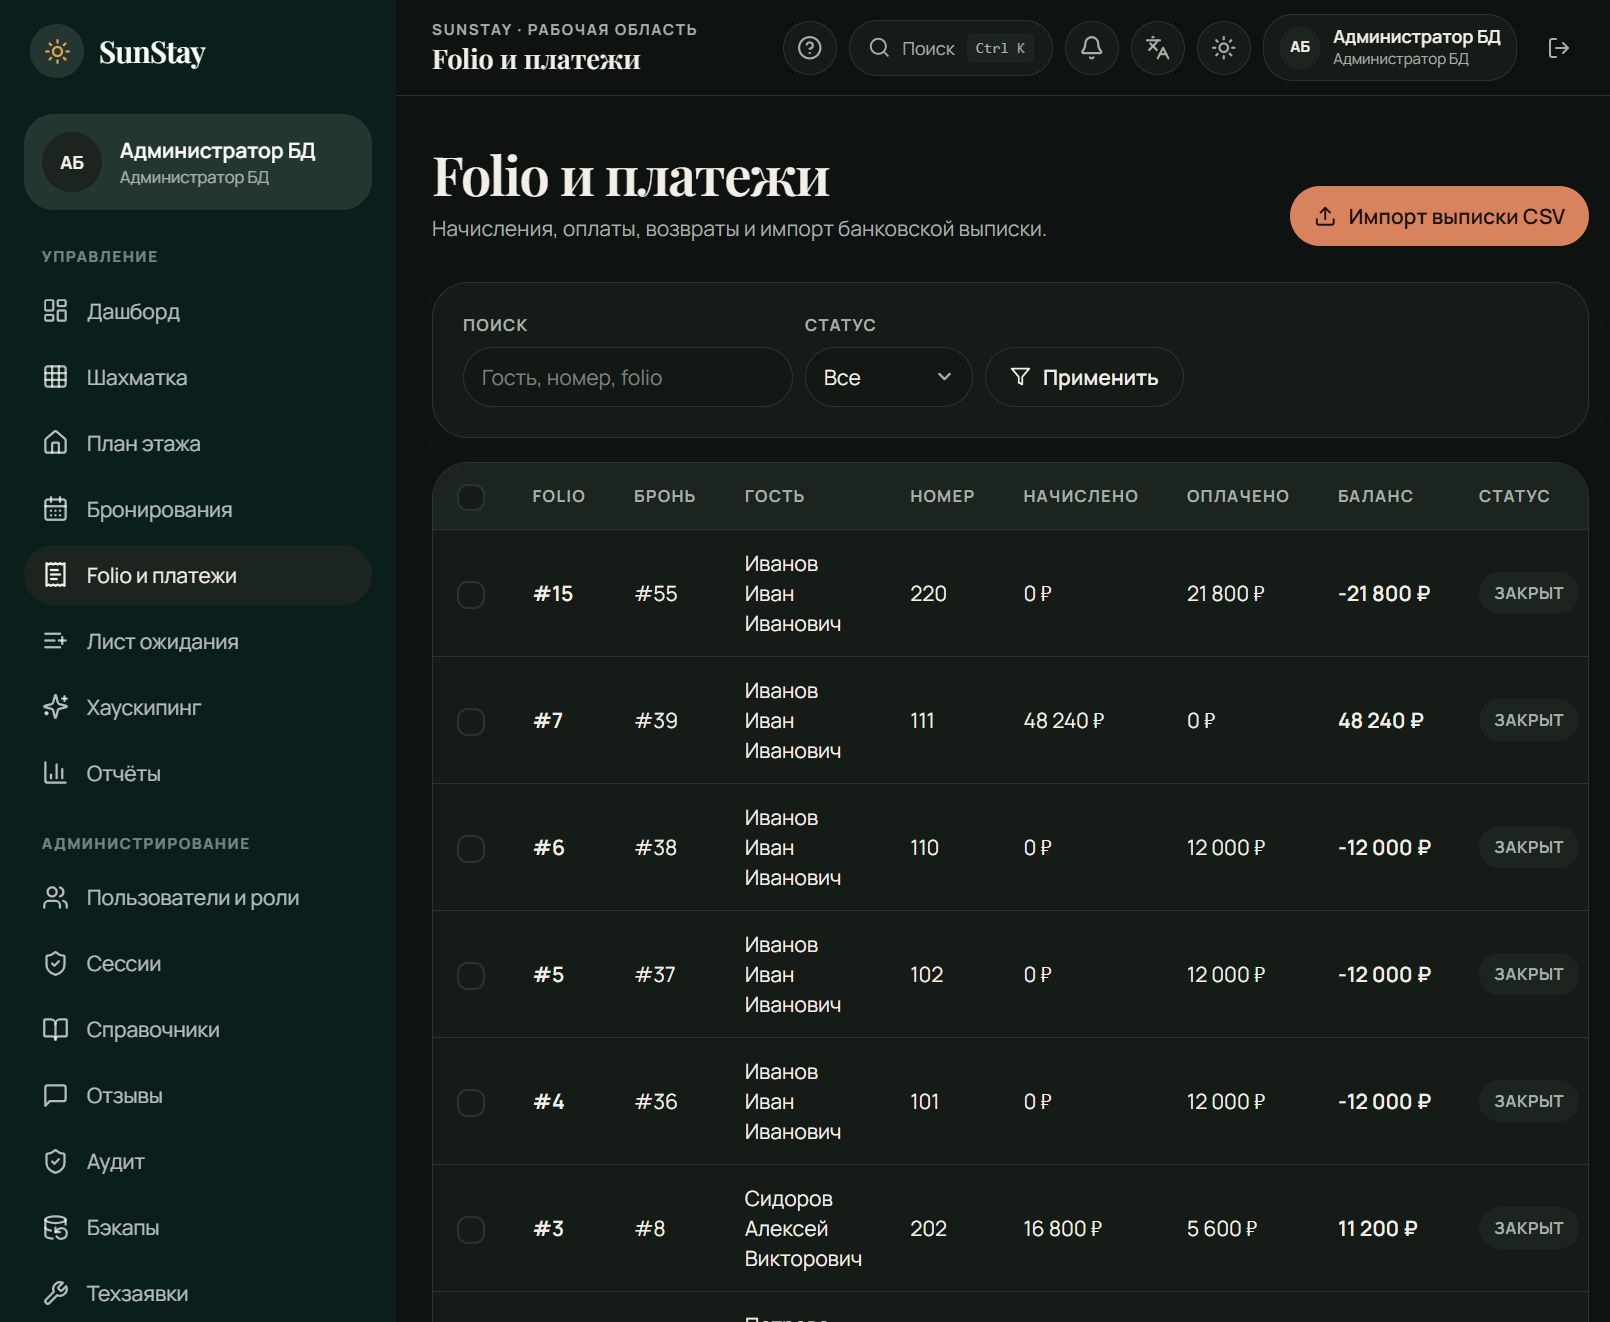 SunStay
АБ
Администратор БД
Администратор БД
УПРАВЛЕНИЕ
Дашборд
Шахматка
План этажа
Бронирования
Folio и платежи
Лист ожидания
Хаускипинг
Отчёты
АДМИНИСТРИРОВАНИЕ
Пользователи и роли
Сессии
Справочники
Отзывы
Аудит
Бэкапы
Техзаявки
SUNSTAY · РАБОЧАЯ ОБЛАСТЬ
Folio и платежи
Поиск Ctrl K
АБ
Администратор БД
Администратор БД
Folio и платежи
Начисления, оплаты, возвраты и импорт банковской выписки.
Импорт выписки CSV
ПОИСК СТАТУС
Гость, номер, folio Все Применить
FOLIO БРОНЬ ГОСТЬ НОМЕР НАЧИСЛЕНО ОПЛАЧЕНО БАЛАНС СТАТУС
Иванов
#15 #55 Иван 220 0 ₽ 21 800 ₽ -21 800 ₽ ЗАКРЫТ
Иванович
Иванов
#7 #39 Иван 111 48 240 ₽ 0 ₽ 48 240 ₽ ЗАКРЫТ
Иванович
Иванов
#6 #38 Иван 110 0 ₽ 12 000 ₽ -12 000 ₽ ЗАКРЫТ
Иванович
Иванов
#5 #37 Иван 102 0 ₽ 12 000 ₽ -12 000 ₽ ЗАКРЫТ
Иванович
Иванов
#4 #36 Иван 101 0 ₽ 12 000 ₽ -12 000 ₽ ЗАКРЫТ
Иванович
Сидоров
#3 #8 Алексей 202 16 800 ₽ 5 600 ₽ 11 200 ₽ ЗАКРЫТ
Викторович